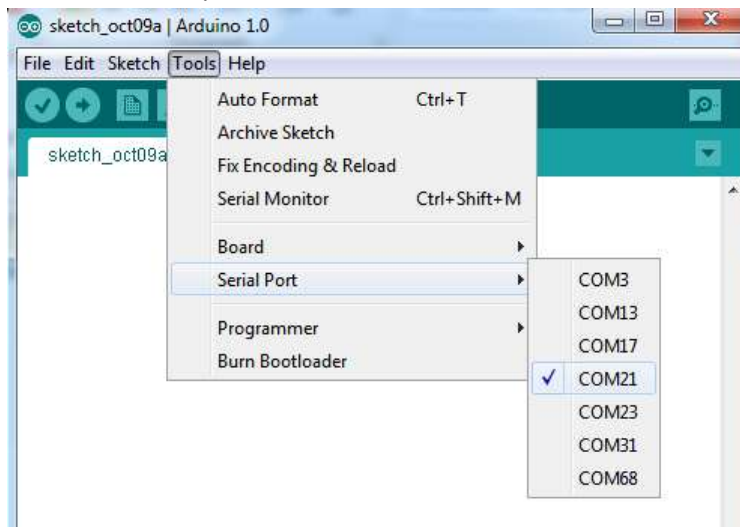 sketch_oct09a | Arduino 1.0
File Edit Sketch Tools Help
sketch_oct09a
Auto Format Ctrl+T
Archive Sketch
Fix Encoding & Reload
Serial Monitor Ctrl+Shift+M
Board
Serial Port
Programmer
Burn Bootloader
COM3
COM13
COM17
COM21
COM23
COM31
COM68